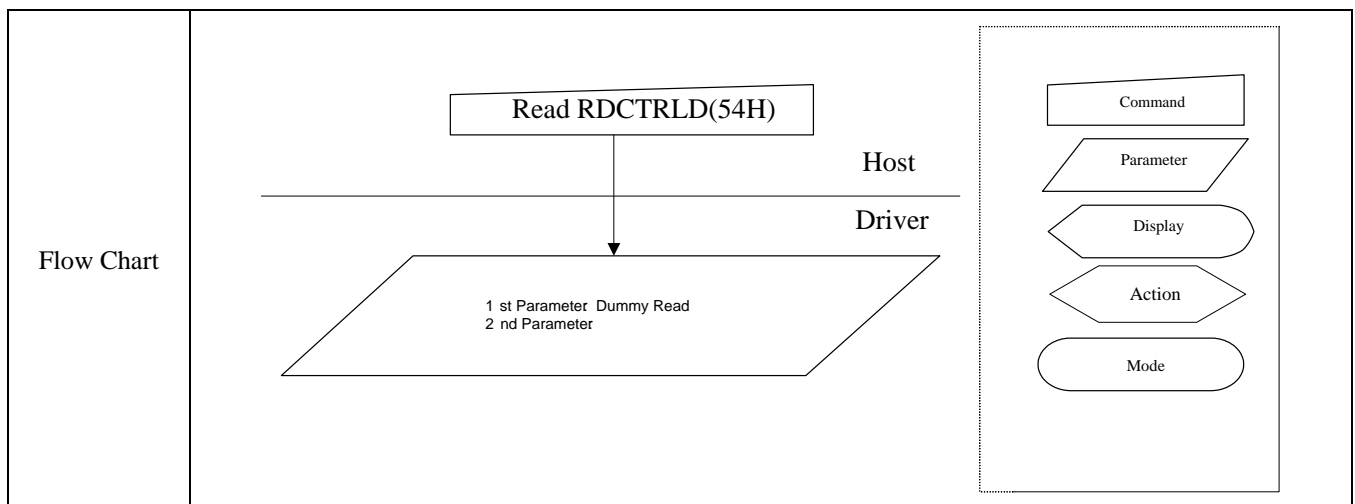 Flow Chart
Read RDCTRLD(54H)
Host
Driver
1 st Parameter: Dummy Read
2 nd Parameter:
Command
Parameter
Display
Action
Mode